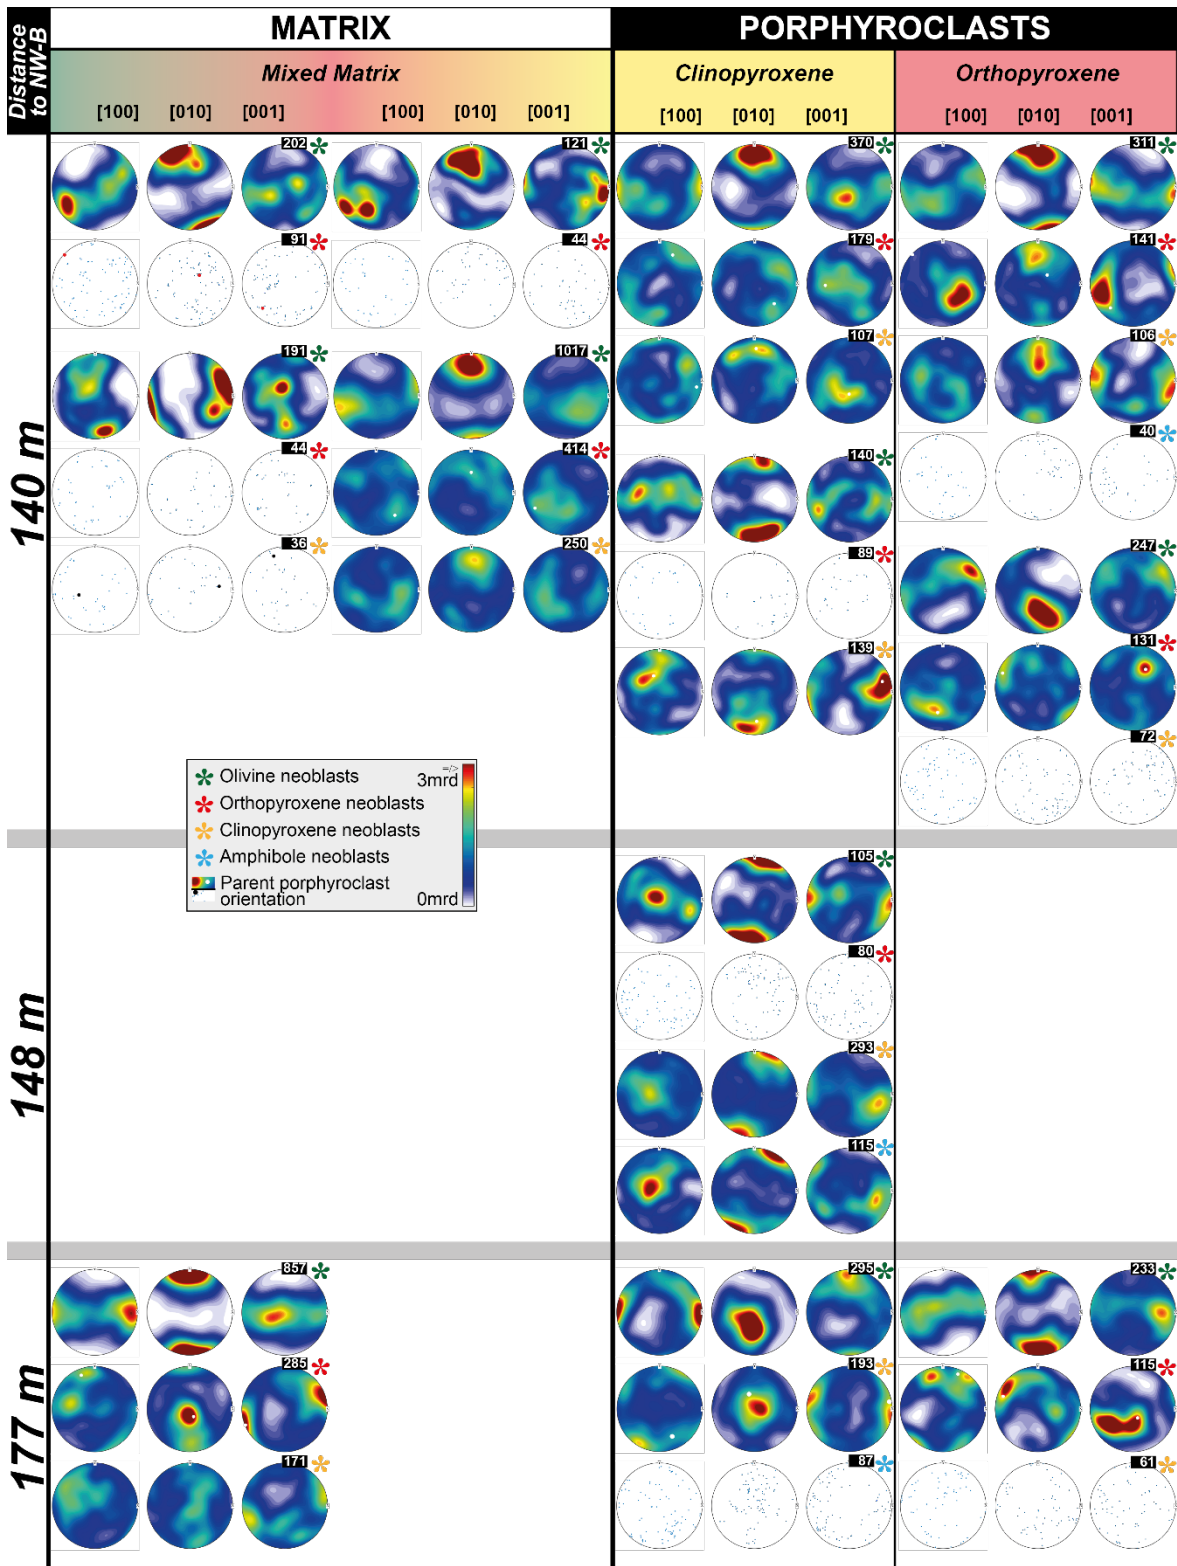 Distance
to NW-B
MATRIX
PORPHYROCLASTS
Mixed Matrix
Clinopyroxene
Orthopyroxene
[100] [010] [001] [100] [010] [001] [100] [010] [001] [100] [010] [001]
140 m
202 121 370 311
91 44 179 141
107 106
191 1017
40
140
44 414
89
36 250 247
139 131
72
Olivine neoblasts
Orthopyroxene neoblasts
Clinopyroxene neoblasts
Amphibole neoblasts
Parent porphyroclast
orientation
=/>
3mrd
0mrd
148 m
105
80
293
115
177 m
857 295 233
285 193 115
171 87 61